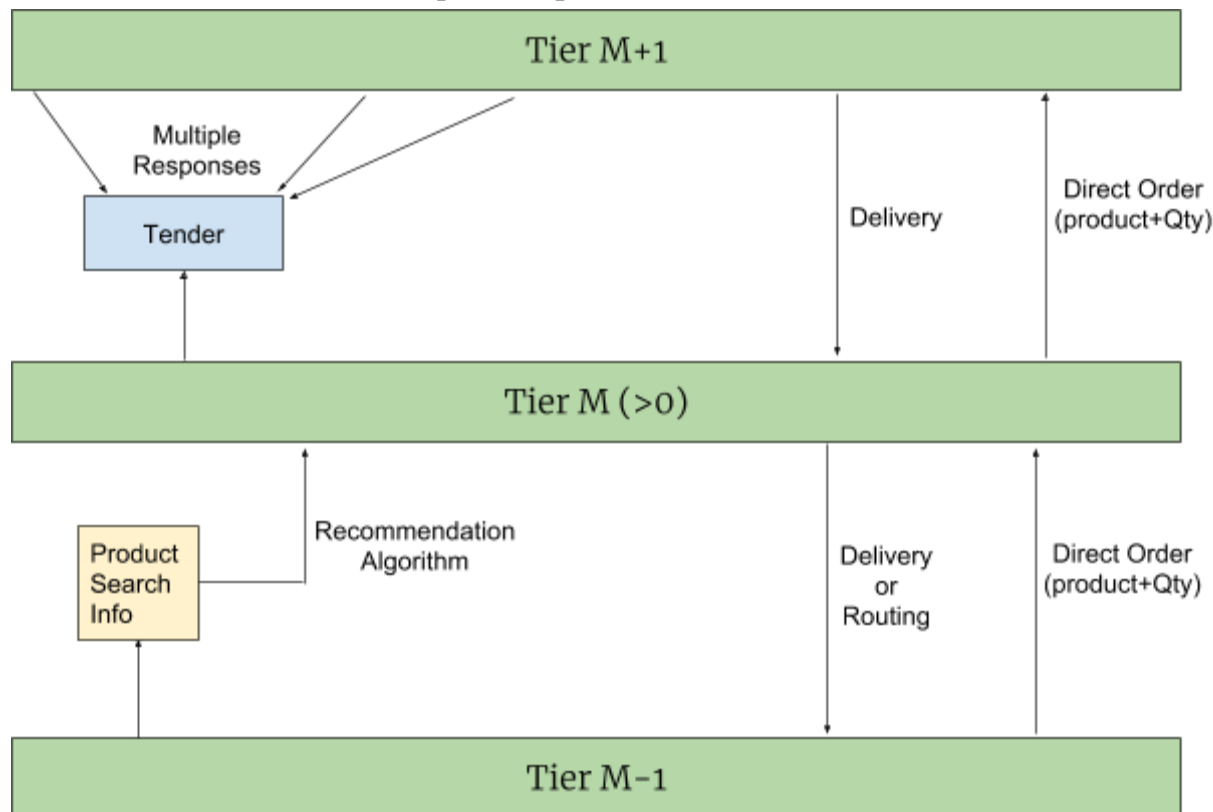 Tier M+1
Multiple
Responses
Tender
Delivery
Direct Order
(product+Qty)
Tier M (>0)
Product
Search
Info
Recommendation
Algorithm
Delivery
or
Routing
Direct Order
(product+Qty)
Tier M-1